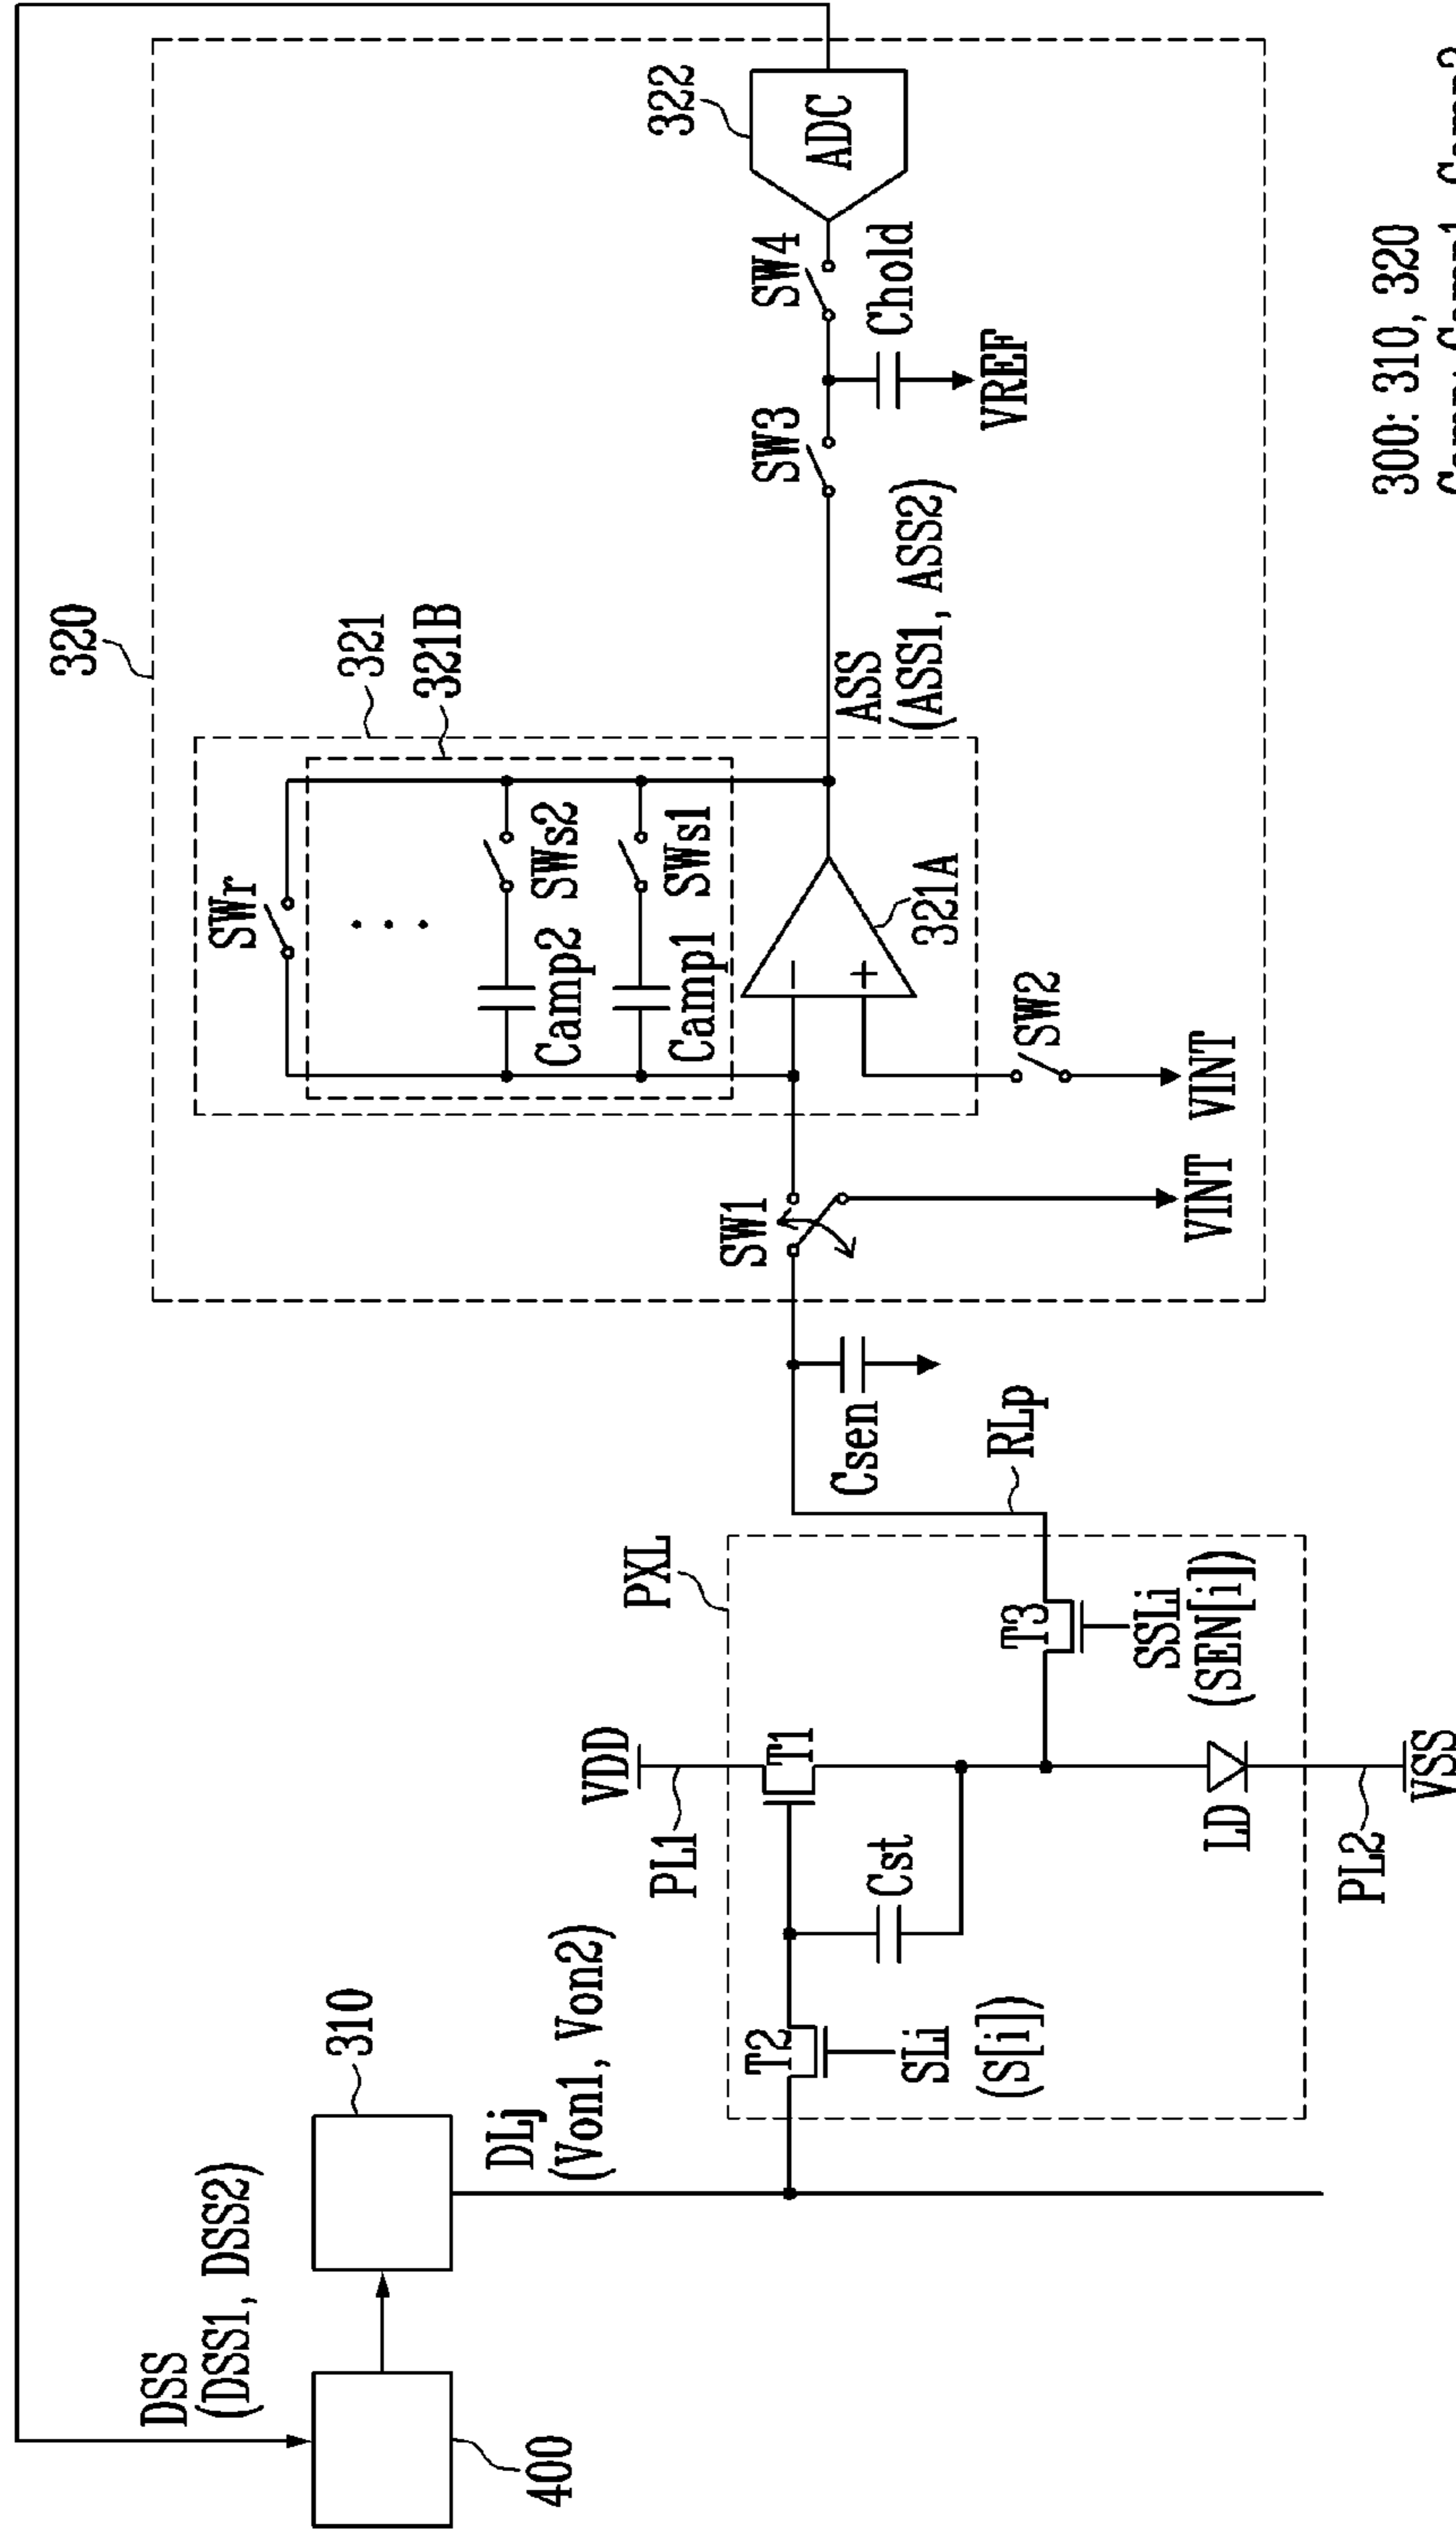 320
321
321B
322
SWr
SWs2
Camp2
SWs1
Camp1
321A
ADC
SW4
SW3
Chold
VREF
ASS
(ASS1, ASS2)
SW1
SW2
VINT
VINT
Csen
RLp
PXL
VDD
PL1
T1
T3
SSLi
(SEN[i])
Cst
T2
SLi
(S[i])
LD
PL2
VSS
310
DLj
(Von1, Von2)
DSS
(DSS1, DSS2)
400
300: 310, 320